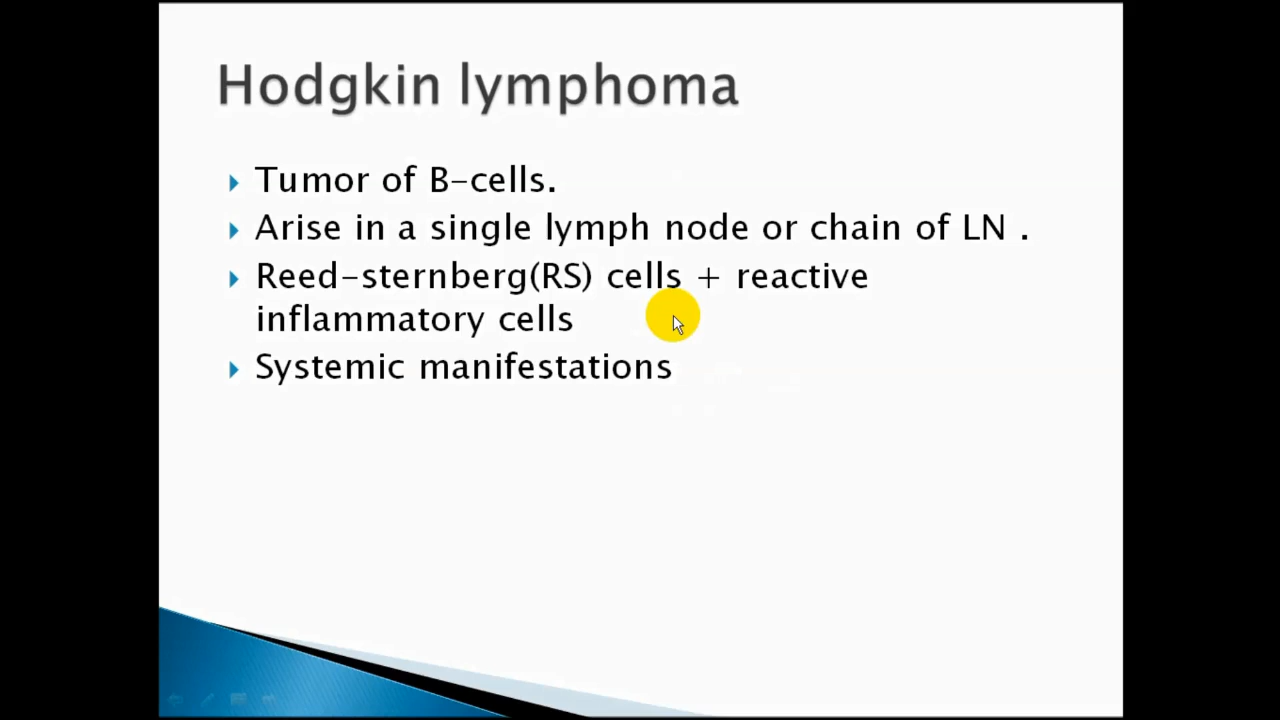 Hodgkin lymphoma
Tumor of B-cells.
Arise in a single lymph node or chain of LN .
Reed-sternberg(RS) cells + reactive
inflammatory cells
Systemic manifestations